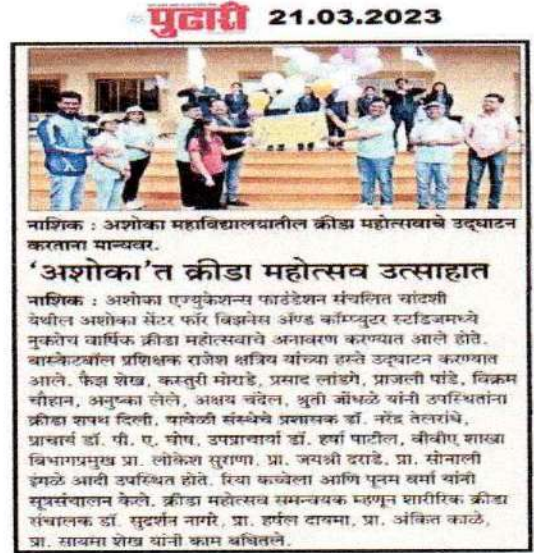 पुढारी 21.03.2023
नाशिक : अशोका महाविद्यालयातील क्रीडा महोत्सवाचे उद्घाटन
करताना मान्यवर.
'अशोका'त क्रीडा महोत्सव उत्साहात
नाशिक : अशोका एज्युकेशन्स फाउंडेशन संचलित चांदशी
येथील अशोका सेंटर फॉर बिझनेस अ‍ॅण्ड कॉम्प्युटर स्टडिजमध्ये
नुकतेच वार्षिक क्रीडा महोत्सवाचे अनावरण करण्यात आले होते.
बास्केटबॉल प्रशिक्षक राजेश क्षत्रिय यांच्या हस्ते उद्घाटन करण्यात
आले. फैझ शेख, कस्तुरी मोराडे, प्रसाद लांडगे, प्राजली पांडे, विक्रम
चौहान, अनुष्का लेले, अक्षय चंदेल, श्रुती जोंधळे यांनी उपस्थितांना
क्रीडा शपथ दिली. यावेळी संस्थेचे प्रशासक डॉ. नरेंद्र तेलरांधे,
प्राचार्य डॉ. पी. ए. घोष, उपप्राचार्या डॉ. हर्षा पाटील, बीबीए शाखा
विभागप्रमुख प्रा. लोकेश सुराणा, प्रा. जयश्री दराडे, प्रा. सोनाली
इंगळे आदी उपस्थित होते. रिया कच्वेला आणि पूनम वर्मा यांनी
सूत्रसंचालन केले. क्रीडा महोत्सव समन्वयक म्हणून शारीरिक क्रीडा
संचालक डॉ. सुदर्शन नागरे, प्रा. हर्षल दायमा, प्रा. अंकित काळे,
प्रा. सायमा शेख यांनी काम बघितले.